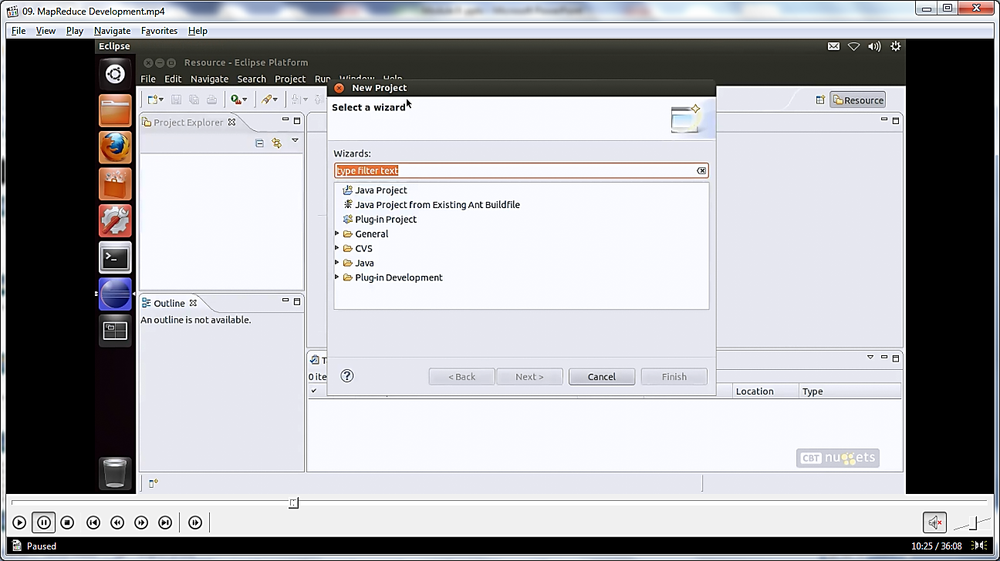 09. MapReduce Development.mp4
File View Play Navigate Favorites Help
Eclipse
Resource - Eclipse Platform
File Edit Navigate Search Project Run Window Help
New Project
Select a wizard
Resource
Project Explorer
Wizards:
type filter text
Java Project
Java Project from Existing Ant Buildfile
Plug-in Project
General
CVS
Java
Plug-in Development
Outline
An outline is not available.
< Back Next > Cancel Finish
Location Type
CBT nuggets
Paused
10:25 / 36:08